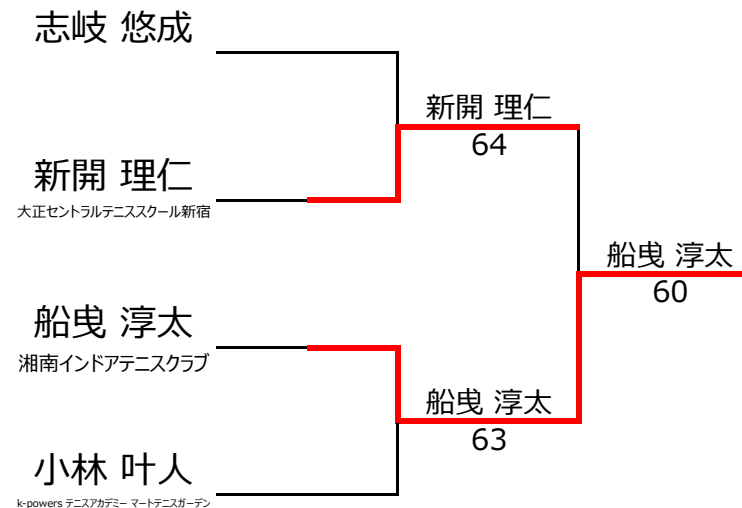 志岐 悠成
新開 理仁
64
新開 理仁
大正セントラルテニススクール新宿
船曵 淳太
60
船曵 淳太
湘南インドアテニスクラブ
船曵 淳太
63
小林 叶人
k-powers テニスアカデミー マートテニスガーデン